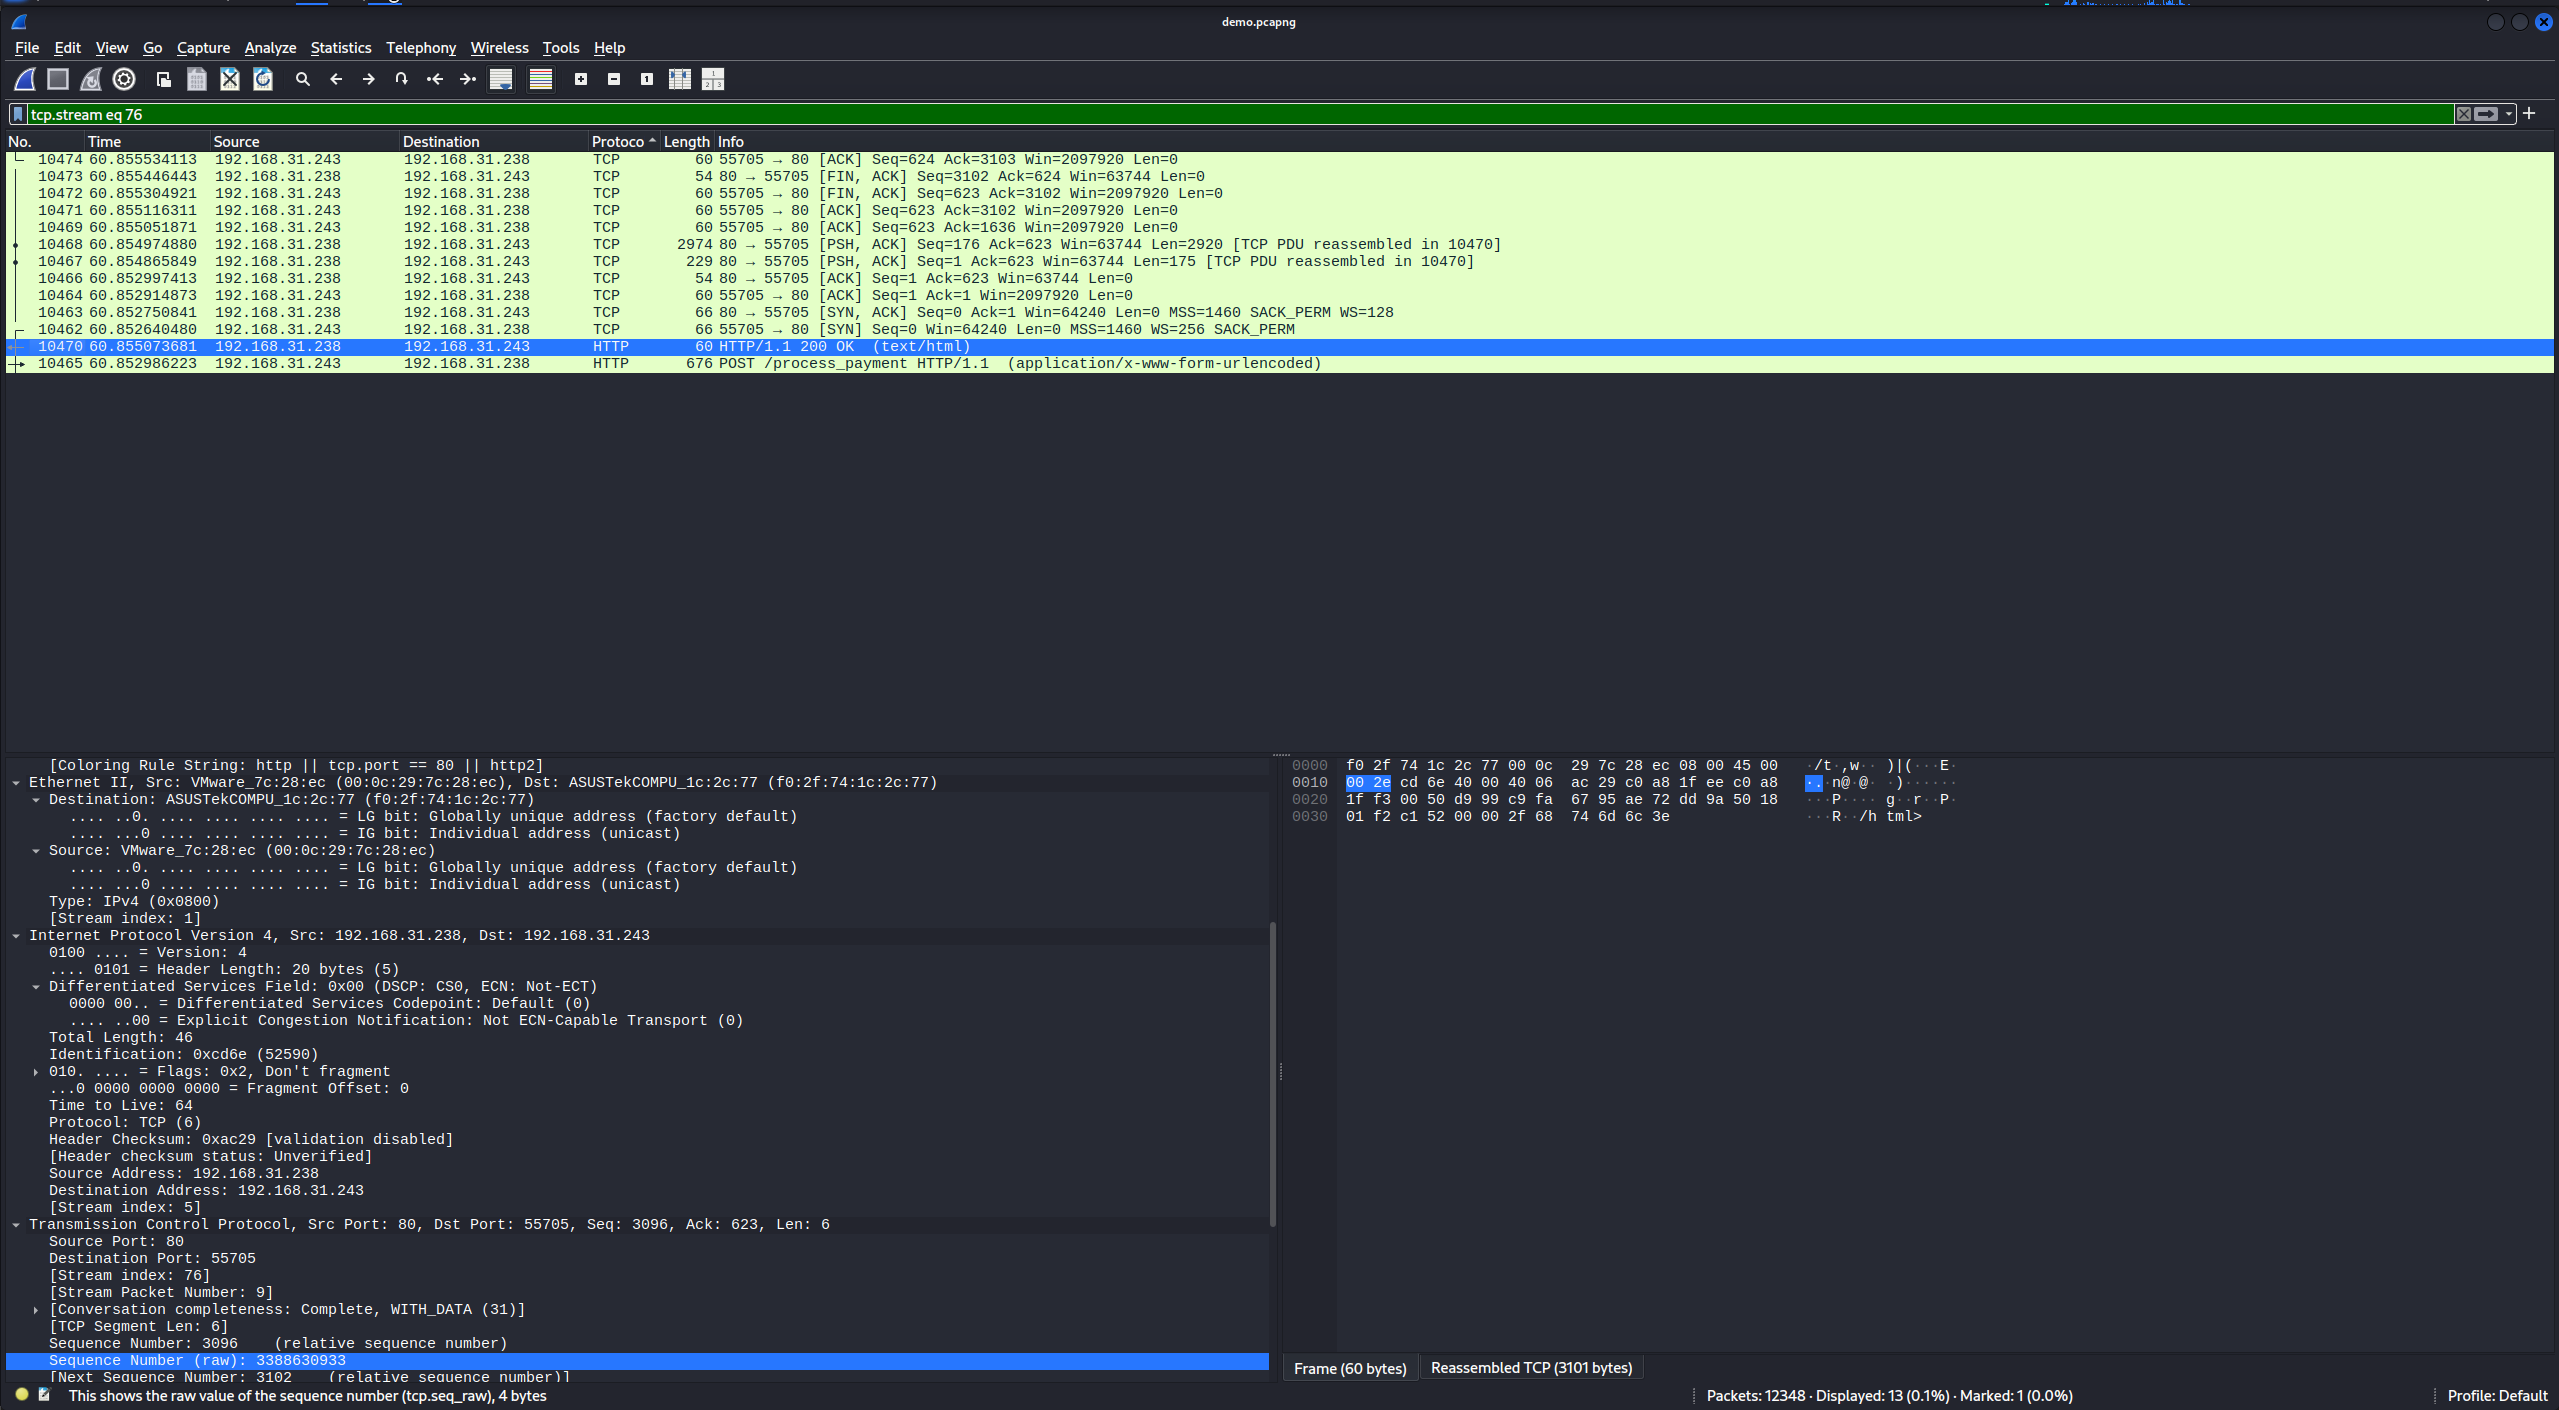 demo.pcapng
File Edit View Go Capture Analyze Statistics Telephony Wireless Tools Help
tcp.stream eq 76
No. Time Source Destination Protoco Length Info
10474 60.855534113 192.168.31.243 192.168.31.238 TCP 60 55705 → 80 [ACK] Seq=624 Ack=3103 Win=2097920 Len=0
10473 60.855446443 192.168.31.238 192.168.31.243 TCP 54 80 → 55705 [FIN, ACK] Seq=3102 Ack=624 Win=63744 Len=0
10472 60.855304921 192.168.31.243 192.168.31.238 TCP 60 55705 → 80 [FIN, ACK] Seq=623 Ack=3102 Win=2097920 Len=0
10471 60.855116311 192.168.31.243 192.168.31.238 TCP 60 55705 → 80 [ACK] Seq=623 Ack=3102 Win=2097920 Len=0
10469 60.855051871 192.168.31.243 192.168.31.238 TCP 60 55705 → 80 [ACK] Seq=623 Ack=1636 Win=2097920 Len=0
10468 60.854974880 192.168.31.238 192.168.31.243 TCP 2974 80 → 55705 [PSH, ACK] Seq=176 Ack=623 Win=63744 Len=2920 [TCP PDU reassembled in 10470]
10467 60.854865849 192.168.31.238 192.168.31.243 TCP 229 80 → 55705 [PSH, ACK] Seq=1 Ack=623 Win=63744 Len=175 [TCP PDU reassembled in 10470]
10466 60.852997413 192.168.31.238 192.168.31.243 TCP 54 80 → 55705 [ACK] Seq=1 Ack=623 Win=63744 Len=0
10464 60.852914873 192.168.31.243 192.168.31.238 TCP 60 55705 → 80 [ACK] Seq=1 Ack=1 Win=2097920 Len=0
10463 60.852750841 192.168.31.238 192.168.31.243 TCP 66 80 → 55705 [SYN, ACK] Seq=0 Ack=1 Win=64240 Len=0 MSS=1460 SACK_PERM WS=128
10462 60.852640480 192.168.31.243 192.168.31.238 TCP 66 55705 → 80 [SYN] Seq=0 Win=64240 Len=0 MSS=1460 WS=256 SACK_PERM
10470 60.855073681 192.168.31.238 192.168.31.243 HTTP 60 HTTP/1.1 200 OK  (text/html)
10465 60.852986223 192.168.31.243 192.168.31.238 HTTP 676 POST /process_payment HTTP/1.1  (application/x-www-form-urlencoded)
[Coloring Rule String: http || tcp.port == 80 || http2]
Ethernet II, Src: VMware_7c:28:ec (00:0c:29:7c:28:ec), Dst: ASUSTekCOMPU_1c:2c:77 (f0:2f:74:1c:2c:77)
Destination: ASUSTekCOMPU_1c:2c:77 (f0:2f:74:1c:2c:77)
.... ..0. .... .... .... .... = LG bit: Globally unique address (factory default)
.... ...0 .... .... .... .... = IG bit: Individual address (unicast)
Source: VMware_7c:28:ec (00:0c:29:7c:28:ec)
.... ..0. .... .... .... .... = LG bit: Globally unique address (factory default)
.... ...0 .... .... .... .... = IG bit: Individual address (unicast)
Type: IPv4 (0x0800)
[Stream index: 1]
Internet Protocol Version 4, Src: 192.168.31.238, Dst: 192.168.31.243
0100 .... = Version: 4
.... 0101 = Header Length: 20 bytes (5)
Differentiated Services Field: 0x00 (DSCP: CS0, ECN: Not-ECT)
0000 00.. = Differentiated Services Codepoint: Default (0)
.... ..00 = Explicit Congestion Notification: Not ECN-Capable Transport (0)
Total Length: 46
Identification: 0xcd6e (52590)
010. .... = Flags: 0x2, Don't fragment
...0 0000 0000 0000 = Fragment Offset: 0
Time to Live: 64
Protocol: TCP (6)
Header Checksum: 0xac29 [validation disabled]
[Header checksum status: Unverified]
Source Address: 192.168.31.238
Destination Address: 192.168.31.243
[Stream index: 5]
Transmission Control Protocol, Src Port: 80, Dst Port: 55705, Seq: 3096, Ack: 623, Len: 6
Source Port: 80
Destination Port: 55705
[Stream index: 76]
[Stream Packet Number: 9]
[Conversation completeness: Complete, WITH_DATA (31)]
[TCP Segment Len: 6]
Sequence Number: 3096    (relative sequence number)
Sequence Number (raw): 3388630933
[Next Sequence Number: 3102    (relative sequence number)]
0000 f0 2f 74 1c 2c 77 00 0c 29 7c 28 ec 08 00 45 00 ·/t·,w·· )|(···E·
0010 00 2e cd 6e 40 00 40 06 ac 29 c0 a8 1f ee c0 a8 ·.·n@·@· ·)······
0020 1f f3 00 50 d9 99 c9 fa 67 95 ae 72 dd 9a 50 18 ···P···· g··r··P·
0030 01 f2 c1 52 00 00 2f 68 74 6d 6c 3e ···R··/h tml>
Frame (60 bytes) Reassembled TCP (3101 bytes)
This shows the raw value of the sequence number (tcp.seq_raw), 4 bytes
Packets: 12348 · Displayed: 13 (0.1%) · Marked: 1 (0.0%)
Profile: Default